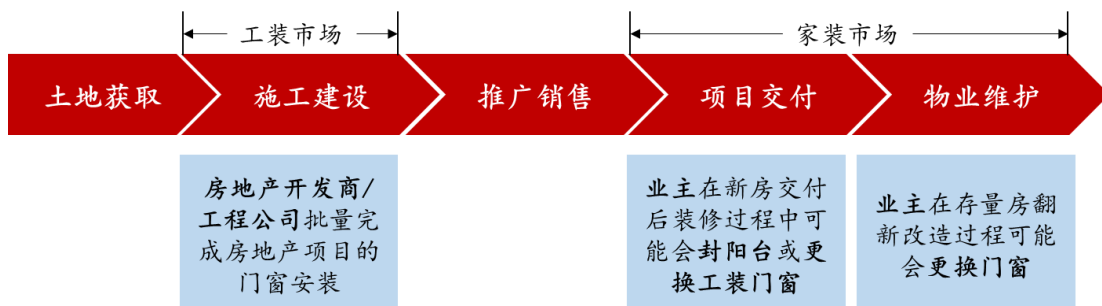 工装市场
家装市场
土地获取
施工建设
推广销售
项目交付
物业维护
房地产开发商/
工程公司批量完
成房地产项目的
门窗安装
业主在新房交付
后装修过程中可
能会封阳台或更
换工装门窗
业主在存量房翻
新改造过程可能
会更换门窗